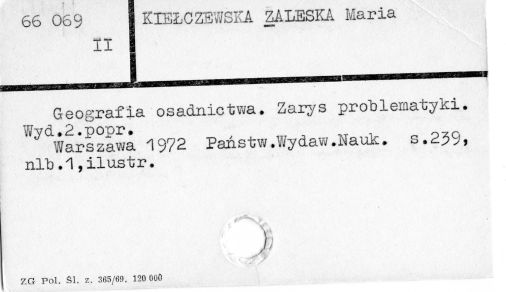 66 069
II
KIEŁCZEWSKA ZALESKA Maria
Geografia osadnictwa. Zarys problematyki.
Wyd.2.popr.
Warszawa 1972 Państw.Wydaw.Nauk. s.239,
nlb.1,ilustr.
ZG Pol. Śl. z. 365/69. 120 000